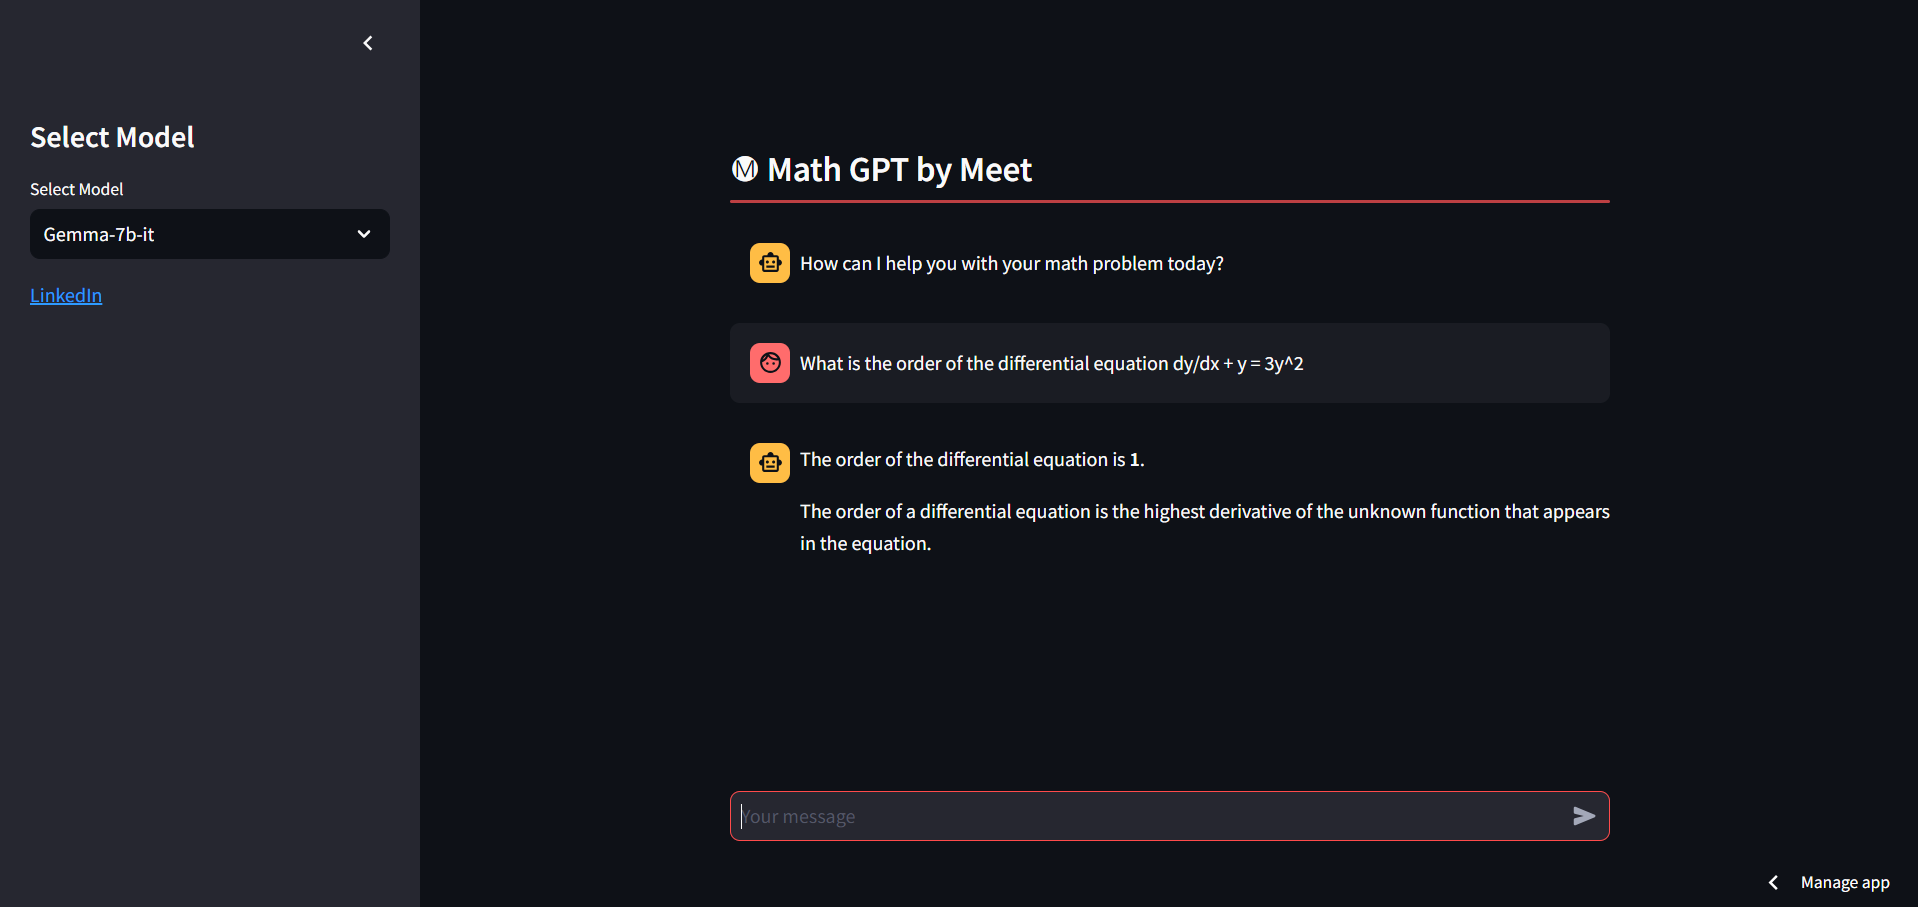 Select Model
Select Model
Gemma-7b-it
LinkedIn
M Math GPT by Meet
How can I help you with your math problem today?
What is the order of the differential equation dy/dx + y = 3y^2
The order of the differential equation is 1.
The order of a differential equation is the highest derivative of the unknown function that appears
in the equation.
Your message
Manage app